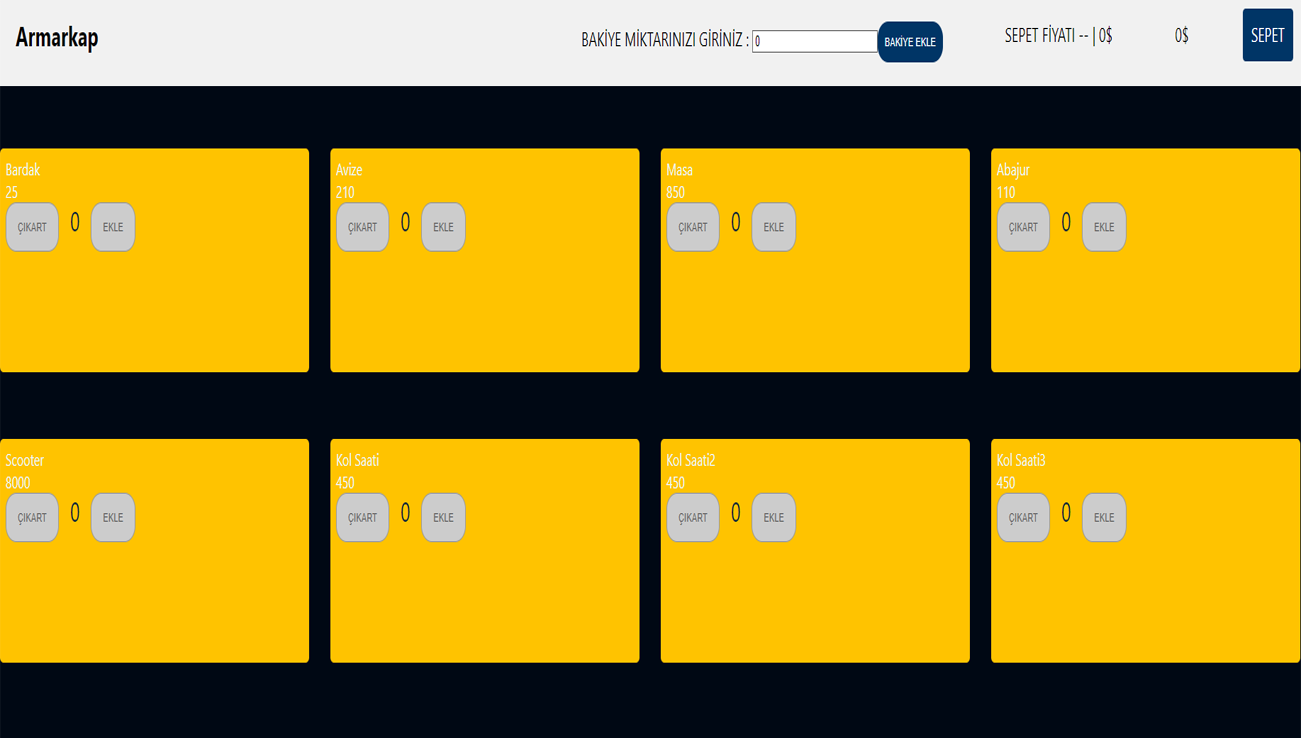 Armarkap
BAKİYE MİKTARINIZI GİRİNİZ : 0 BAKİYE EKLE
SEPET FİYATI -- | 0$
0$
SEPET
Bardak
25
ÇIKART 0 EKLE
Avize
210
ÇIKART 0 EKLE
Masa
850
ÇIKART 0 EKLE
Abajur
110
ÇIKART 0 EKLE
Scooter
8000
ÇIKART 0 EKLE
Kol Saati
450
ÇIKART 0 EKLE
Kol Saati2
450
ÇIKART 0 EKLE
Kol Saati3
450
ÇIKART 0 EKLE